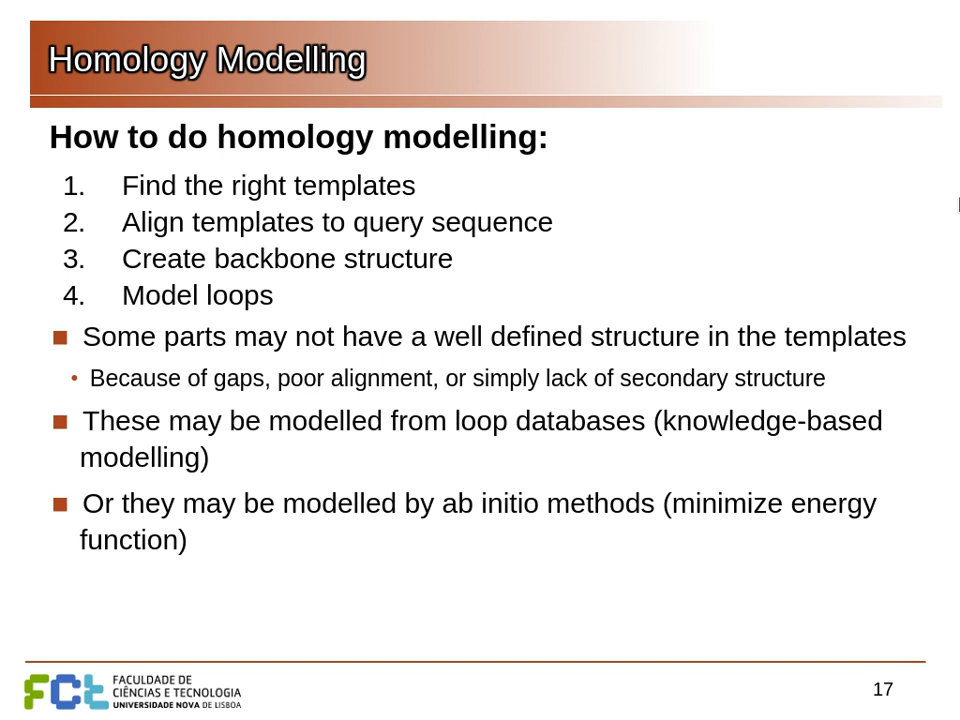 Homology Modelling
How to do homology modelling:
1. Find the right templates
2. Align templates to query sequence
3. Create backbone structure
4. Model loops
■ Some parts may not have a well defined structure in the templates
• Because of gaps, poor alignment, or simply lack of secondary structure
■ These may be modelled from loop databases (knowledge-based
modelling)
■ Or they may be modelled by ab initio methods (minimize energy
function)
FCt
FACULDADE DE
CIÊNCIAS E TECNOLOGIA
UNIVERSIDADE NOVA DE LISBOA
17